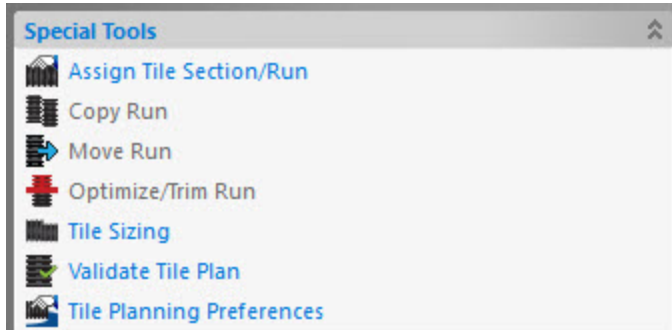 Special Tools
Assign Tile Section/Run
Copy Run
Move Run
Optimize/Trim Run
Tile Sizing
Validate Tile Plan
Tile Planning Preferences